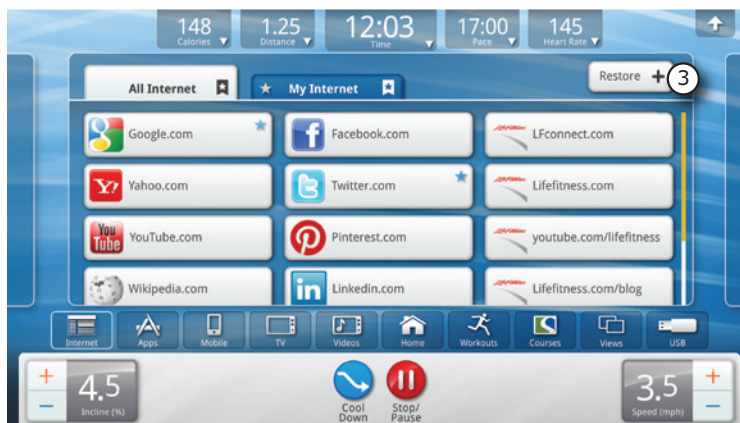 148
Calories
1.25
Distance
12:03
Time
17:00
Pace
145
Heart Rate
All Internet
My Internet
Restore +
3
Google.com
Facebook.com
LFconnect.com
Yahoo.com
Twitter.com
Lifefitness.com
You
Tube
YouTube.com
Pinterest.com
youtube.com/lifefitness
Wikipedia.com
Linkedin.com
Lifefitness.com/blog
Internet
Apps
Mobile
TV
Videos
Home
Workouts
Courses
Views
USB
+
4.5
Incline (%)
−
Cool
Down
Stop/
Pause
3.5
Speed (mph)
+
−